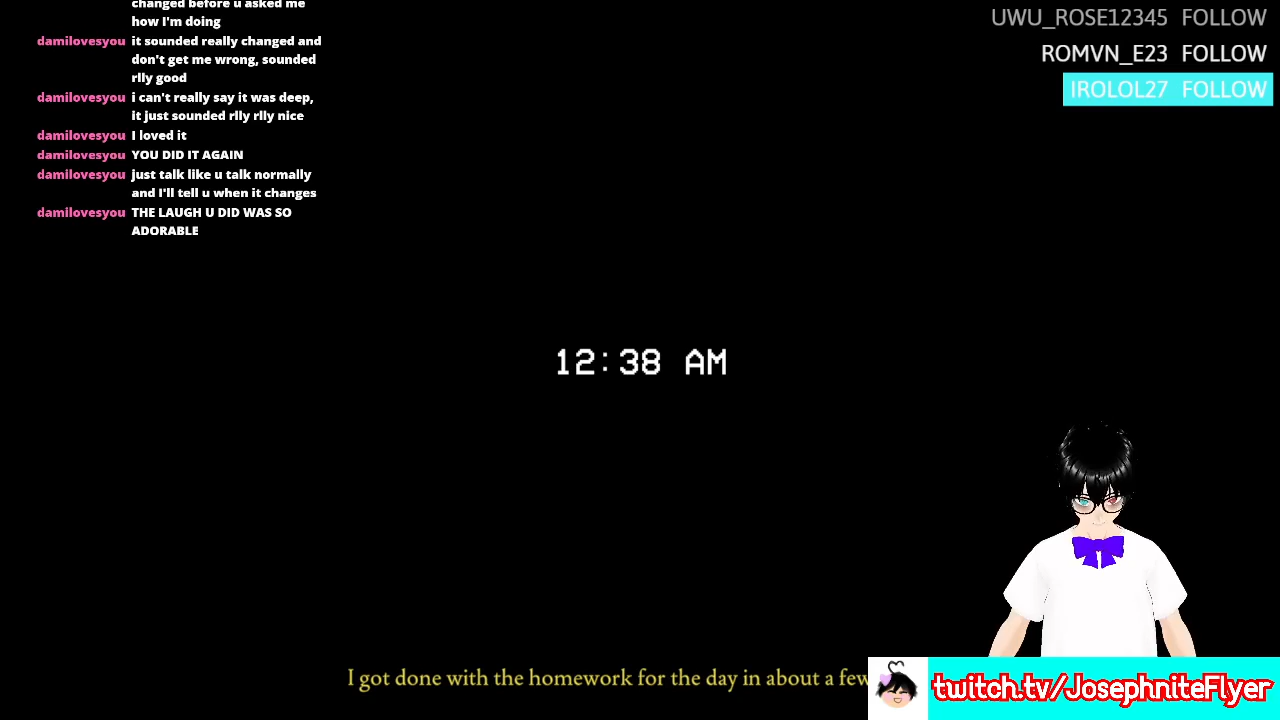 changed before u asked me
how I'm doing
damilovesyou it sounded really changed and
don't get me wrong, sounded
rlly good
damilovesyou i can't really say it was deep,
it just sounded rlly rlly nice
damilovesyou I loved it
damilovesyou YOU DID IT AGAIN
damilovesyou just talk like u talk normally
and I'll tell u when it changes
damilovesyou THE LAUGH U DID WAS SO
ADORABLE
UWU_ROSE12345 FOLLOW
ROMVN_E23 FOLLOW
IROLOL27 FOLLOW
12:38 AM
I got done with the homework for the day in about a few
twitch.tv/JosephniteFlyer